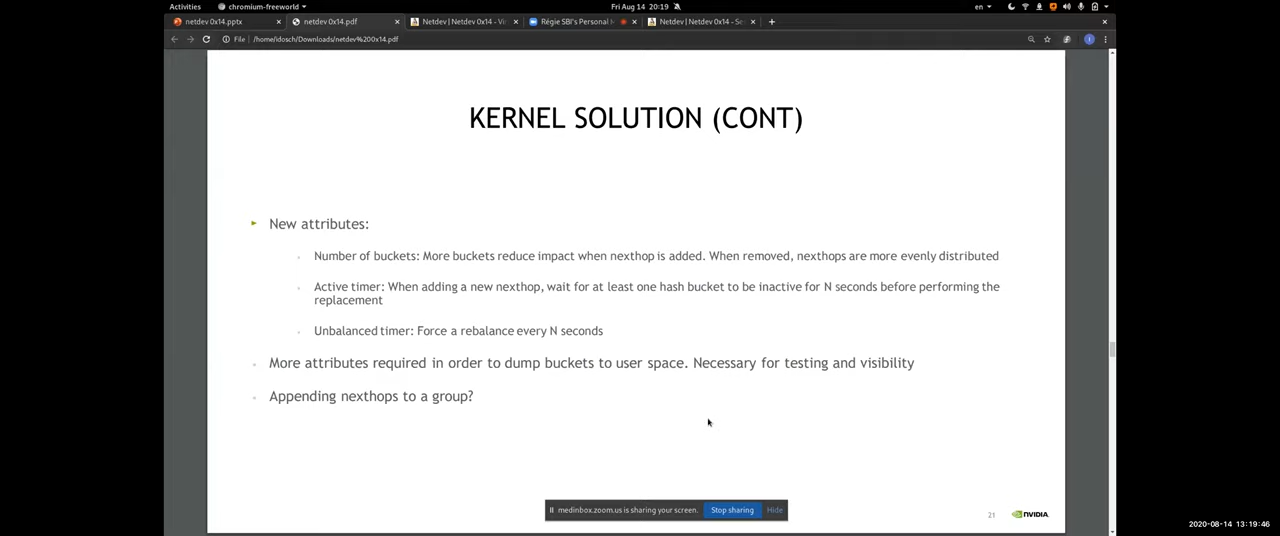 Activities chromium-freeworld Fri Aug 14 20:19 en
netdev 0x14.pptx netdev 0x14.pdf Netdev | Netdev 0x14 - Vi Régie SBI's Personal Netdev | Netdev 0x14 - Se
File /home/idosch/Downloads/netdev%200x14.pdf
KERNEL SOLUTION (CONT)
New attributes:
Number of buckets: More buckets reduce impact when nexthop is added. When removed, nexthops are more evenly distributed
Active timer: When adding a new nexthop, wait for at least one hash bucket to be inactive for N seconds before performing the
replacement
Unbalanced timer: Force a rebalance every N seconds
More attributes required in order to dump buckets to user space. Necessary for testing and visibility
Appending nexthops to a group?
medinbox.zoom.us is sharing your screen. Stop sharing Hide
21 NVIDIA
2020-08-14 13:19:46